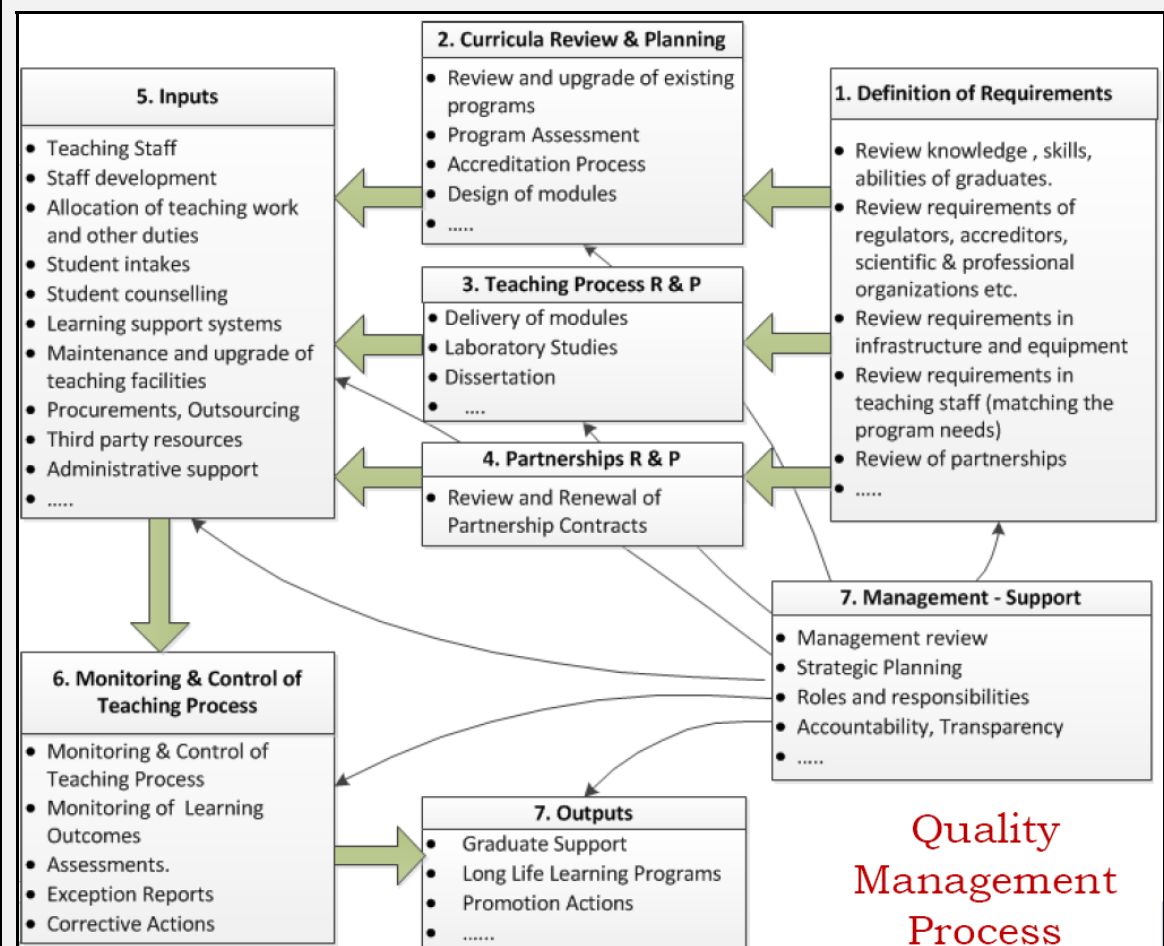 2. Curricula Review & Planning
• Review and upgrade of existing
programs
• Program Assessment
• Accreditation Process
• Design of modules
• .....
5. Inputs
• Teaching Staff
• Staff development
• Allocation of teaching work
and other duties
• Student intakes
• Student counselling
• Learning support systems
• Maintenance and upgrade of
teaching facilities
• Procurements, Outsourcing
• Third party resources
• Administrative support
• .....
1. Definition of Requirements
• Review knowledge , skills,
abilities of graduates.
• Review requirements of
regulators, accreditors,
scientific & professional
organizations etc.
• Review requirements in
infrastructure and equipment
• Review requirements in
teaching staff (matching the
program needs)
• Review of partnerships
• .....
3. Teaching Process R & P
• Delivery of modules
• Laboratory Studies
• Dissertation
• ....
4. Partnerships R & P
• Review and Renewal of
Partnership Contracts
7. Management - Support
• Management review
• Strategic Planning
• Roles and responsibilities
• Accountability, Transparency
• .....
6. Monitoring & Control of
Teaching Process
• Monitoring & Control of
Teaching Process
• Monitoring of Learning
Outcomes
• Assessments.
• Exception Reports
• Corrective Actions
7. Outputs
• Graduate Support
• Long Life Learning Programs
• Promotion Actions
• ......
Quality
Management
Process